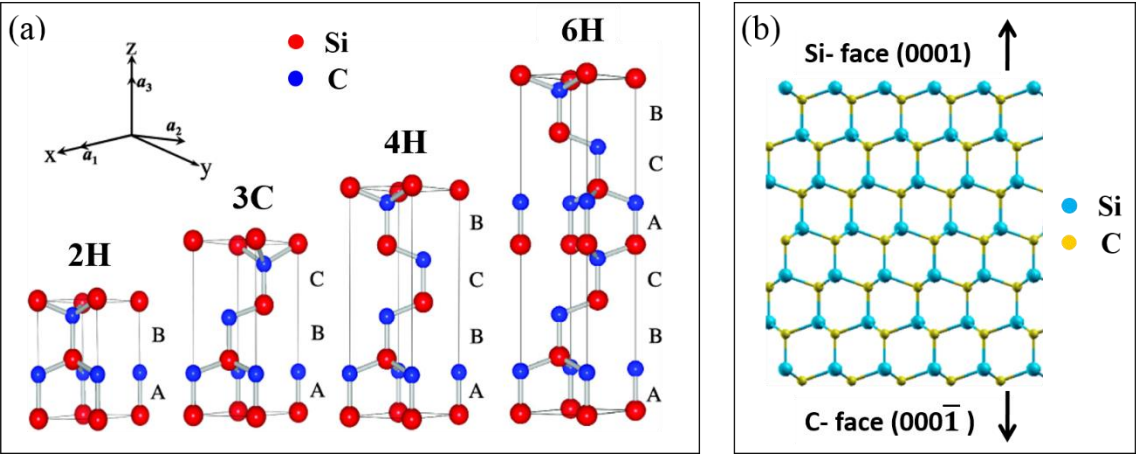 (a)
Si
C
z
a₃
a₂
x
a₁
y
2H
B
A
3C
C
B
A
4H
B
C
B
A
6H
B
C
A
C
B
A
(b)
Si- face (0001)
Si
C
C- face (0001̅ )